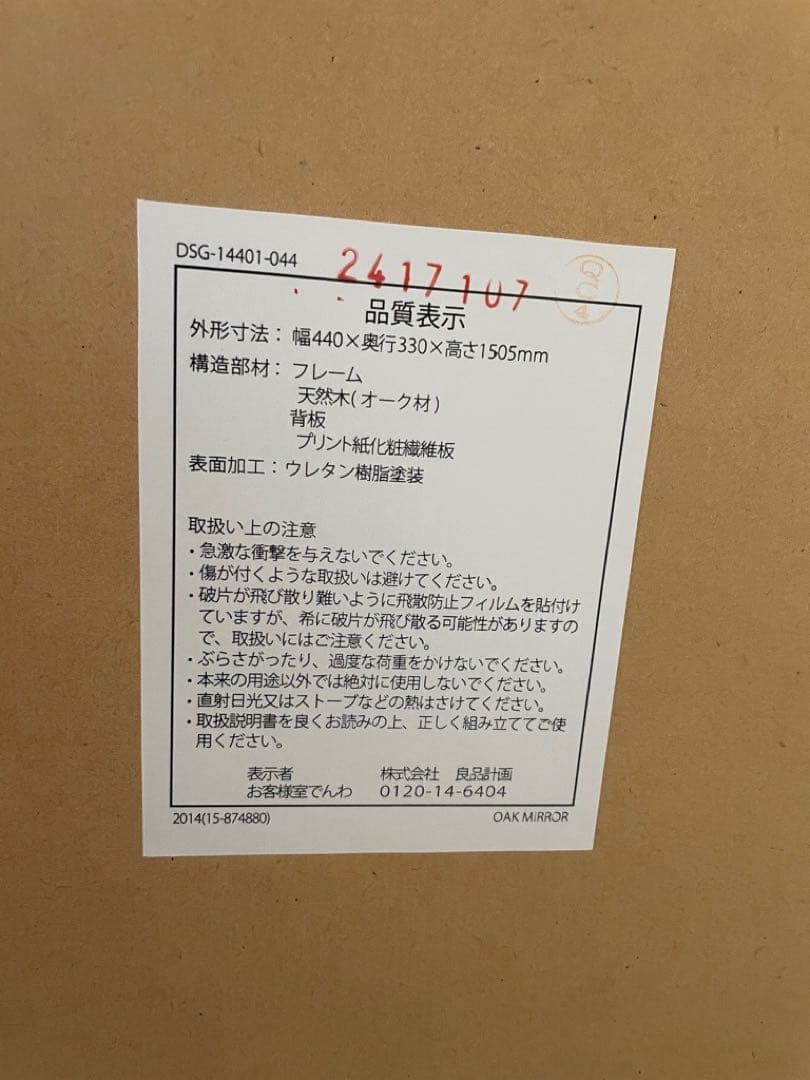 DSG-14401-044
2417107
品質表示
外形寸法：幅440×奥行330×高さ1505mm
構造部材：フレーム
天然木(オーク材)
背板
プリント紙化粧繊維板
表面加工：ウレタン樹脂塗装
取扱い上の注意
・急激な衝撃を与えないでください。
・傷が付くような取扱いは避けてください。
・破片が飛び散り難いように飛散防止フィルムを貼付け
ていますが、希に破片が飛び散る可能性がありますの
で、取扱いにはご注意ください。
・ぶらさがったり、過度な荷重をかけないでください。
・本来の用途以外では絶対に使用しないでください。
・直射日光又はストーブなどの熱はさけてください。
・取扱説明書を良くお読みの上、正しく組み立ててご使
用ください。
表示者 株式会社 良品計画
お客様室でんわ 0120-14-6404
2014(15-874880) OAK MIRROR